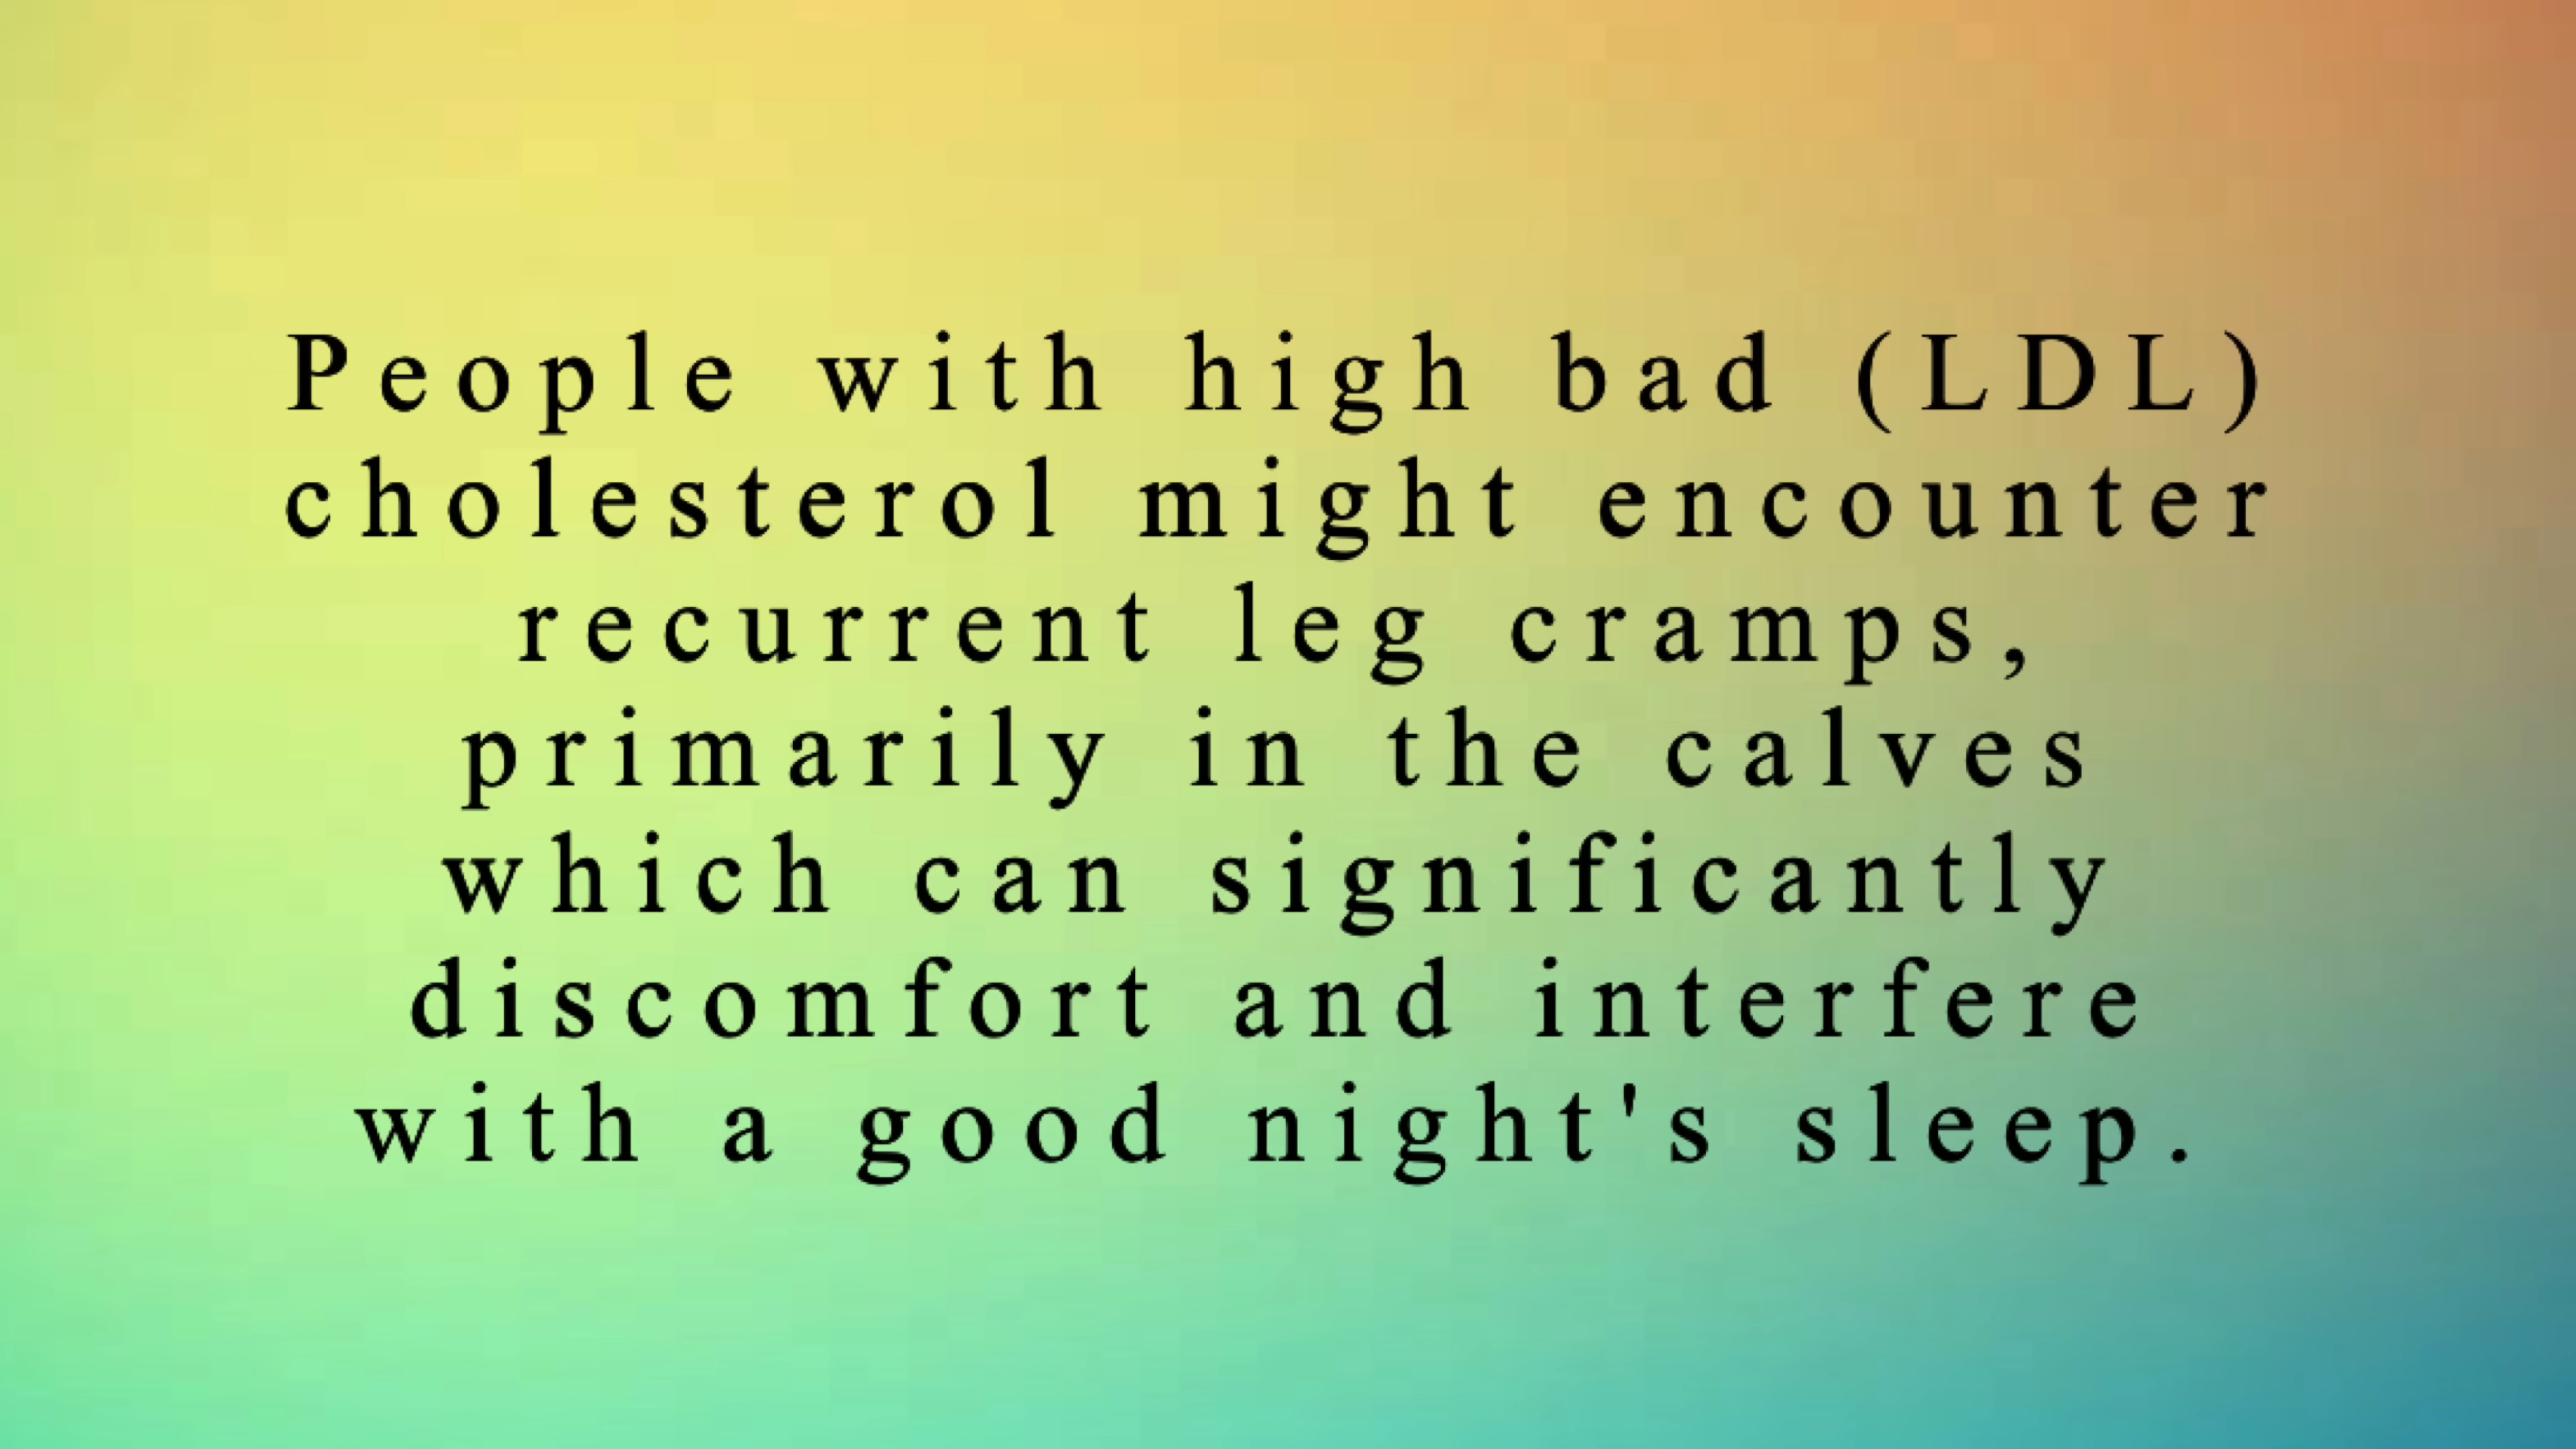 People with high bad (LDL)
cholesterol might encounter
recurrent leg cramps,
primarily in the calves
which can significantly
discomfort and interfere
with a good night's sleep.